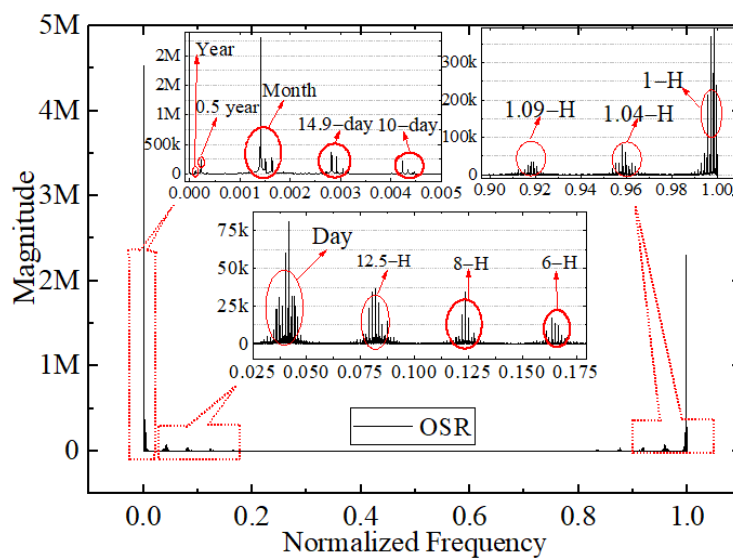 5M
4M
3M
2M
1M
0
Magnitude
Year
0.5 year
2M
2M
1M
500k
0
Month
14.9–day
10–day
0.000 0.001 0.002 0.003 0.004 0.005
300k
200k
100k
0
1.09–H
1.04–H
1–H
0.90 0.92 0.94 0.96 0.98 1.00
75k
50k
25k
0
Day
12.5–H
8–H
6–H
0.025 0.050 0.075 0.100 0.125 0.150 0.175
OSR
0.0 0.2 0.4 0.6 0.8 1.0
Normalized Frequency